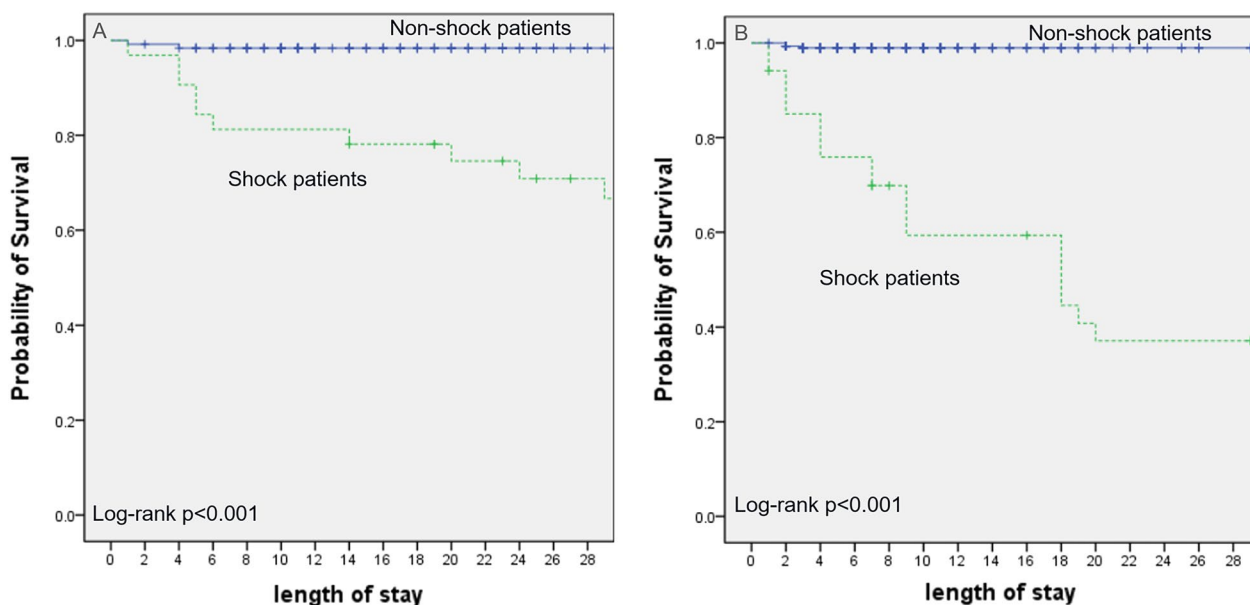 A
Non-shock patients
1.0
0.8
Shock patients
0.6
0.4
0.2
0.0
Log-rank p<0.001
0 2 4 6 8 10 12 14 16 18 20 22 24 26 28
Probability of Survival
length of stay
B
Non-shock patients
1.0
0.8
0.6
Shock patients
0.4
0.2
Log-rank p<0.001
0.0
0 2 4 6 8 10 12 14 16 18 20 22 24 26 28
Probability of Survival
length of stay